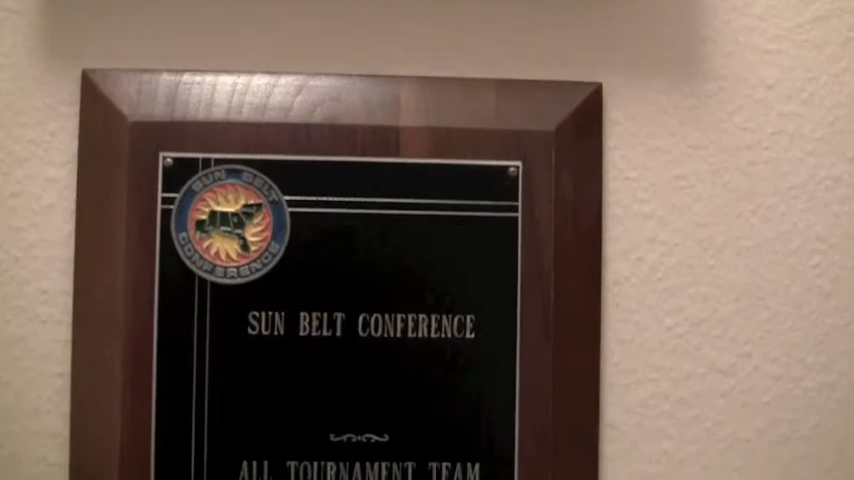 SUN BELT
CONFERENCE
SUN BELT CONFERENCE
ALL TOURNAMENT TEAM